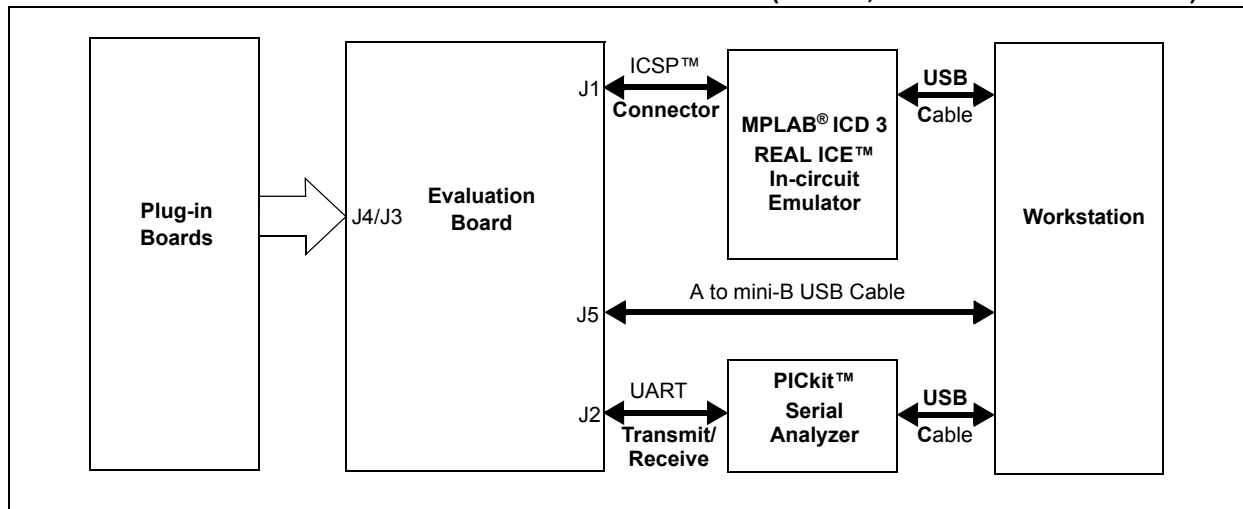 Plug-in
Boards
J4/J3
Evaluation
Board
J1
ICSP™
Connector
MPLAB® ICD 3
REAL ICE™
In-circuit
Emulator
USB
Cable
Workstation
J5
A to mini-B USB Cable
J2
UART
Transmit/
Receive
PICkit™
Serial
Analyzer
USB
Cable